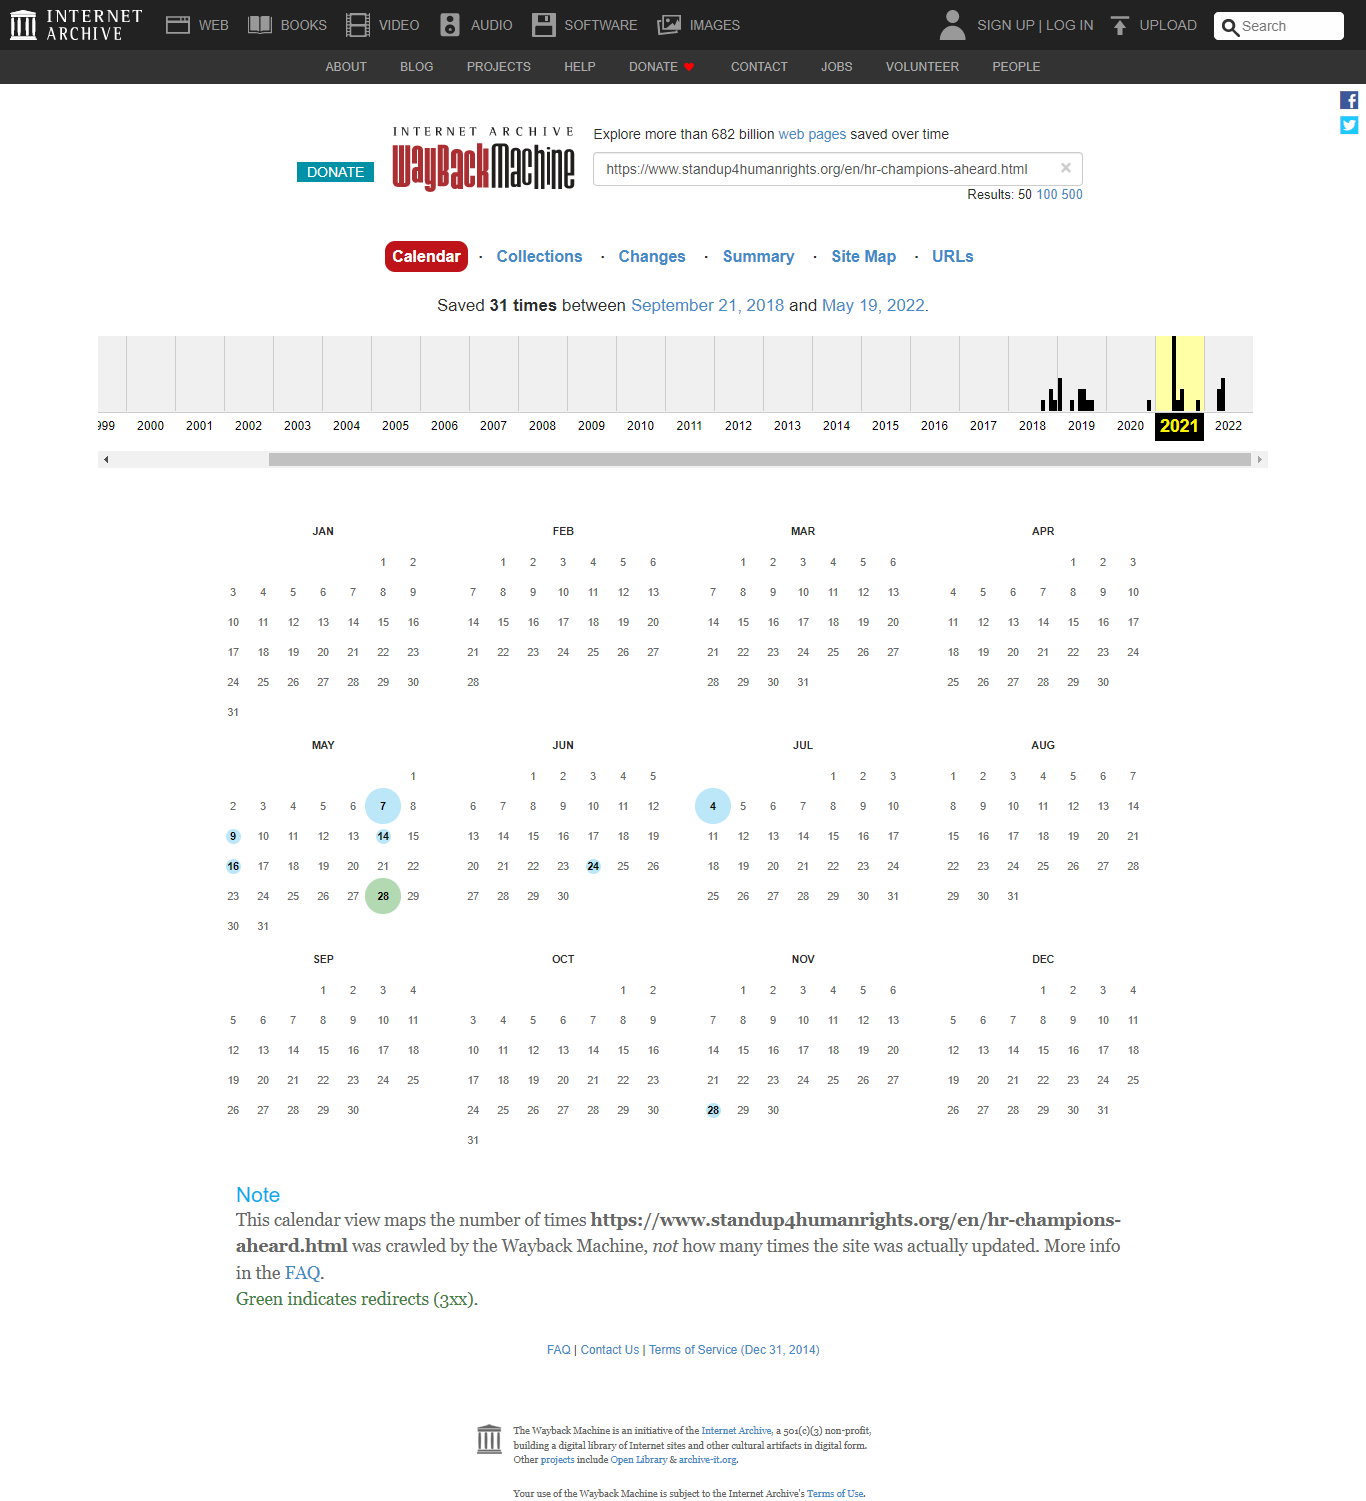 INTERNET ARCHIVE
WEB BOOKS VIDEO AUDIO SOFTWARE IMAGES SIGN UP | LOG IN UPLOAD Search
ABOUT BLOG PROJECTS HELP DONATE CONTACT JOBS VOLUNTEER PEOPLE
INTERNET ARCHIVE
WayBackMachine
DONATE
Explore more than 682 billion web pages saved over time
https://www.standup4humanrights.org/en/hr-champions-aheard.html
Results: 50 100 500
Calendar · Collections · Changes · Summary · Site Map · URLs
Saved 31 times between September 21, 2018 and May 19, 2022.
999 2000 2001 2002 2003 2004 2005 2006 2007 2008 2009 2010 2011 2012 2013 2014 2015 2016 2017 2018 2019 2020 2021 2022
JAN
1 2
3 4 5 6 7 8 9
10 11 12 13 14 15 16
17 18 19 20 21 22 23
24 25 26 27 28 29 30
31
FEB
1 2 3 4 5 6
7 8 9 10 11 12 13
14 15 16 17 18 19 20
21 22 23 24 25 26 27
28
MAR
1 2 3 4 5 6
7 8 9 10 11 12 13
14 15 16 17 18 19 20
21 22 23 24 25 26 27
28 29 30 31
APR
1 2 3
4 5 6 7 8 9 10
11 12 13 14 15 16 17
18 19 20 21 22 23 24
25 26 27 28 29 30
MAY
1
2 3 4 5 6 7 8
9 10 11 12 13 14 15
16 17 18 19 20 21 22
23 24 25 26 27 28 29
30 31
JUN
1 2 3 4 5
6 7 8 9 10 11 12
13 14 15 16 17 18 19
20 21 22 23 24 25 26
27 28 29 30
JUL
1 2 3
4 5 6 7 8 9 10
11 12 13 14 15 16 17
18 19 20 21 22 23 24
25 26 27 28 29 30 31
AUG
1 2 3 4 5 6 7
8 9 10 11 12 13 14
15 16 17 18 19 20 21
22 23 24 25 26 27 28
29 30 31
SEP
1 2 3 4
5 6 7 8 9 10 11
12 13 14 15 16 17 18
19 20 21 22 23 24 25
26 27 28 29 30
OCT
1 2
3 4 5 6 7 8 9
10 11 12 13 14 15 16
17 18 19 20 21 22 23
24 25 26 27 28 29 30
31
NOV
1 2 3 4 5 6
7 8 9 10 11 12 13
14 15 16 17 18 19 20
21 22 23 24 25 26 27
28 29 30
DEC
1 2 3 4
5 6 7 8 9 10 11
12 13 14 15 16 17 18
19 20 21 22 23 24 25
26 27 28 29 30 31
Note
This calendar view maps the number of times https://www.standup4humanrights.org/en/hr-champions-
aheard.html was crawled by the Wayback Machine, not how many times the site was actually updated. More info
in the FAQ.
Green indicates redirects (3xx).
FAQ | Contact Us | Terms of Service (Dec 31, 2014)
The Wayback Machine is an initiative of the Internet Archive, a 501(c)(3) non-profit,
building a digital library of Internet sites and other cultural artifacts in digital form.
Other projects include Open Library & archive-it.org.
Your use of the Wayback Machine is subject to the Internet Archive's Terms of Use.